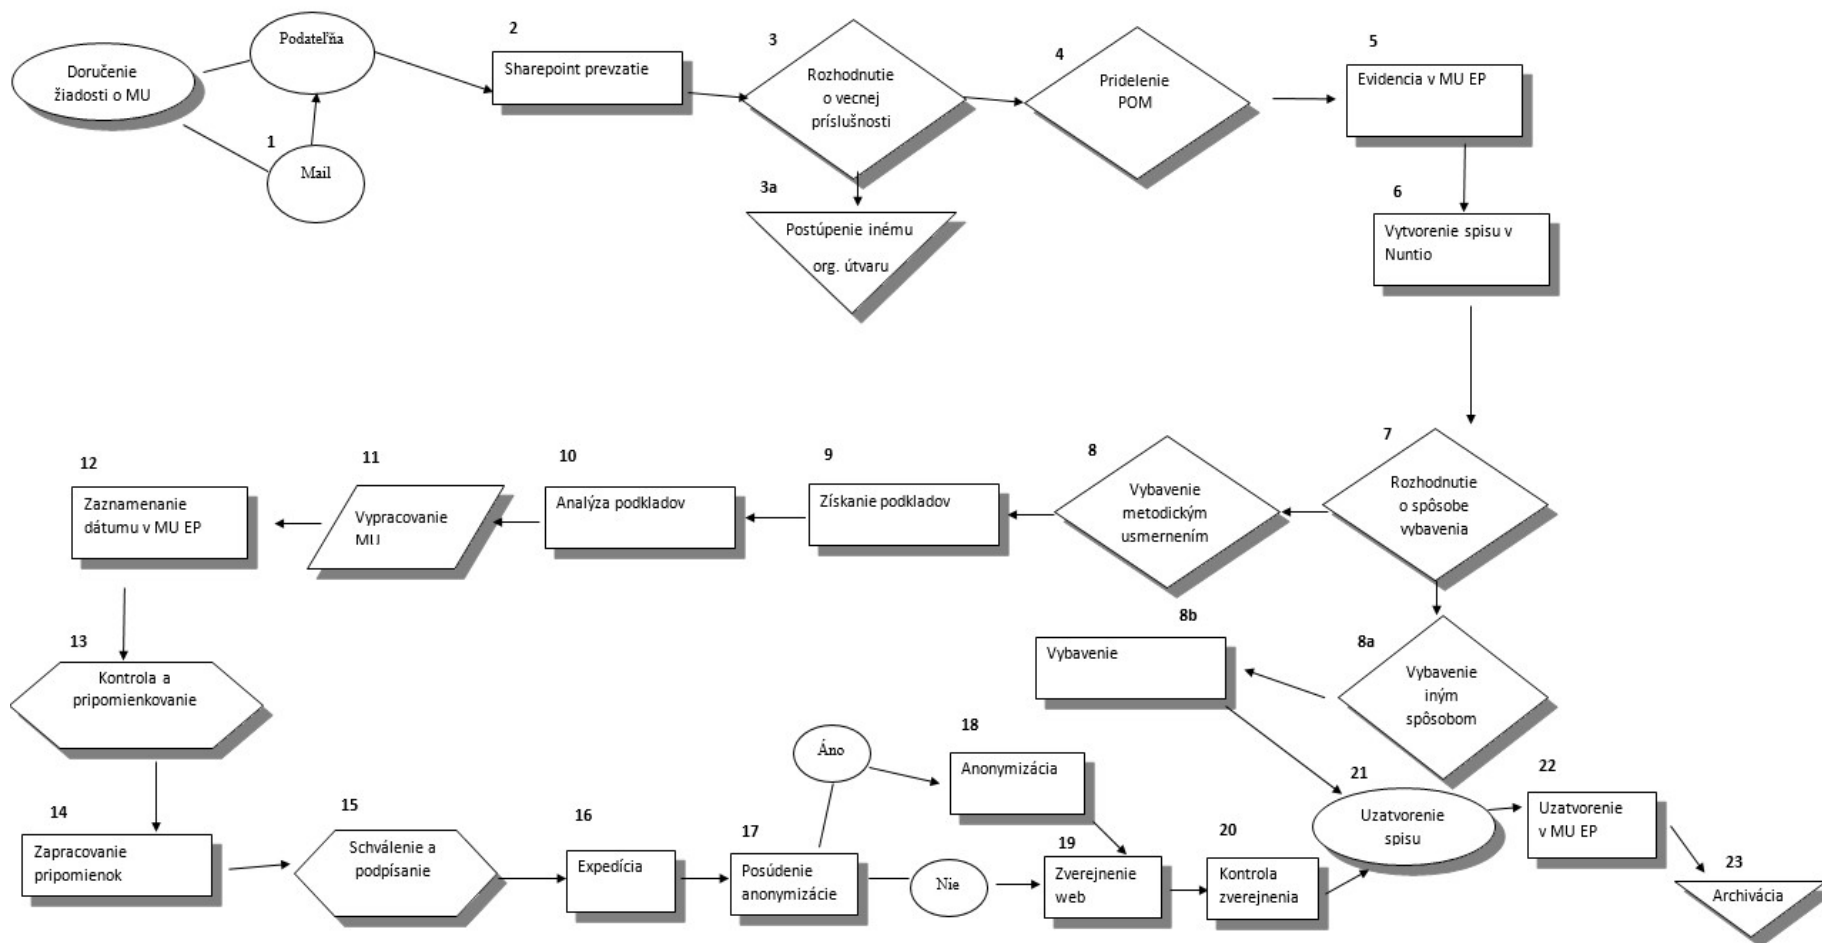 Doručenie
žiadosti o MU
Podateľňa
1
Mail
2
Sharepoint prevzatie
3
Rozhodnutie
o vecnej
príslušnosti
3a
Postúpenie inému
org. útvaru
4
Pridelenie
POM
5
Evidencia v MU EP
6
Vytvorenie spisu v
Nuntio
7
Rozhodnutie
o spôsobe
vybavenia
8
Vybavenie
metodickým
usmernením
8a
Vybavenie
iným
spôsobom
8b
Vybavenie
9
Získanie podkladov
10
Analýza podkladov
11
Vypracovanie
MU
12
Zaznamenanie
dátumu v MU EP
13
Kontrola a
pripomienkovanie
14
Zapracovanie
pripomienok
15
Schválenie a
podpísanie
16
Expedícia
17
Posúdenie
anonymizácie
Áno
Nie
18
Anonymizácia
19
Zverejnenie
web
20
Kontrola
zverejnenia
21
Uzatvorenie
spisu
22
Uzatvorenie
v MU EP
23
Archivácia